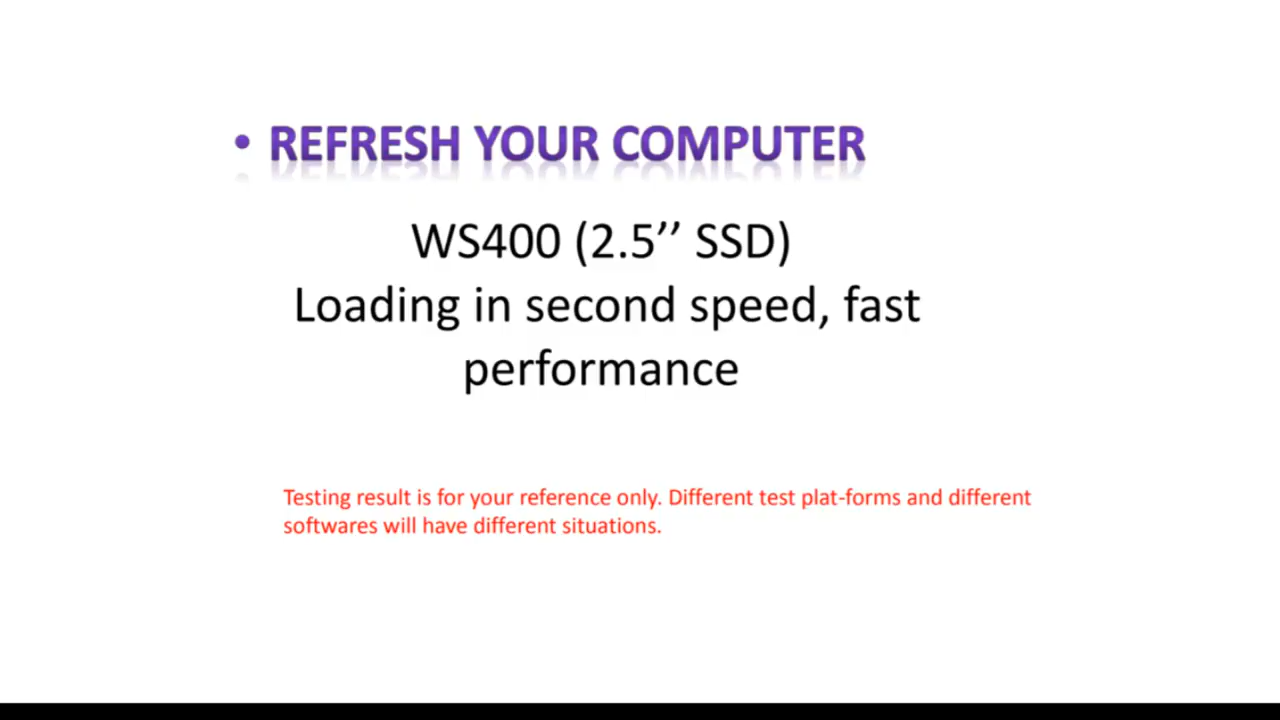 • REFRESH YOUR COMPUTER
WS400 (2.5’’ SSD)
Loading in second speed, fast
performance
Testing result is for your reference only. Different test plat-forms and different
softwares will have different situations.